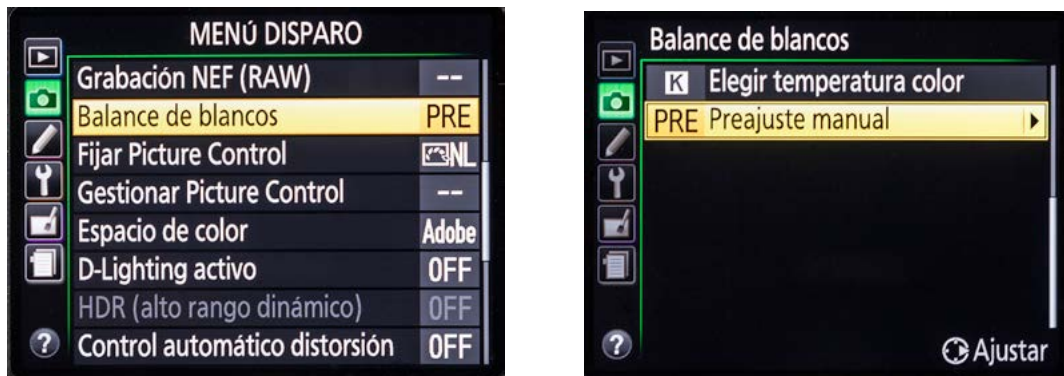 MENÚ DISPARO
Grabación NEF (RAW) --
Balance de blancos PRE
Fijar Picture Control NL
Gestionar Picture Control --
Espacio de color Adobe
D-Lighting activo OFF
HDR (alto rango dinámico) OFF
Control automático distorsión OFF
?
Balance de blancos
K Elegir temperatura color
PRE Preajuste manual
? Ajustar